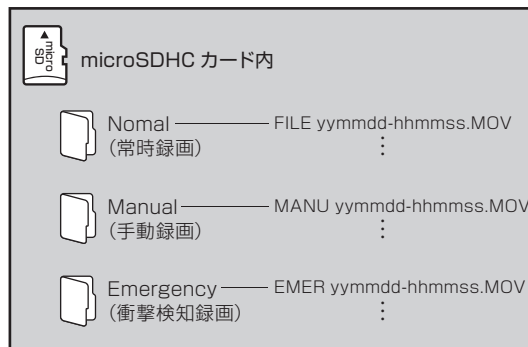 micro
SD
microSDHC カード内
Nomal FILE yymmdd-hhmmss.MOV
(常時録画)
Manual MANU yymmdd-hhmmss.MOV
(手動録画)
Emergency EMER yymmdd-hhmmss.MOV
(衝撃検知録画)